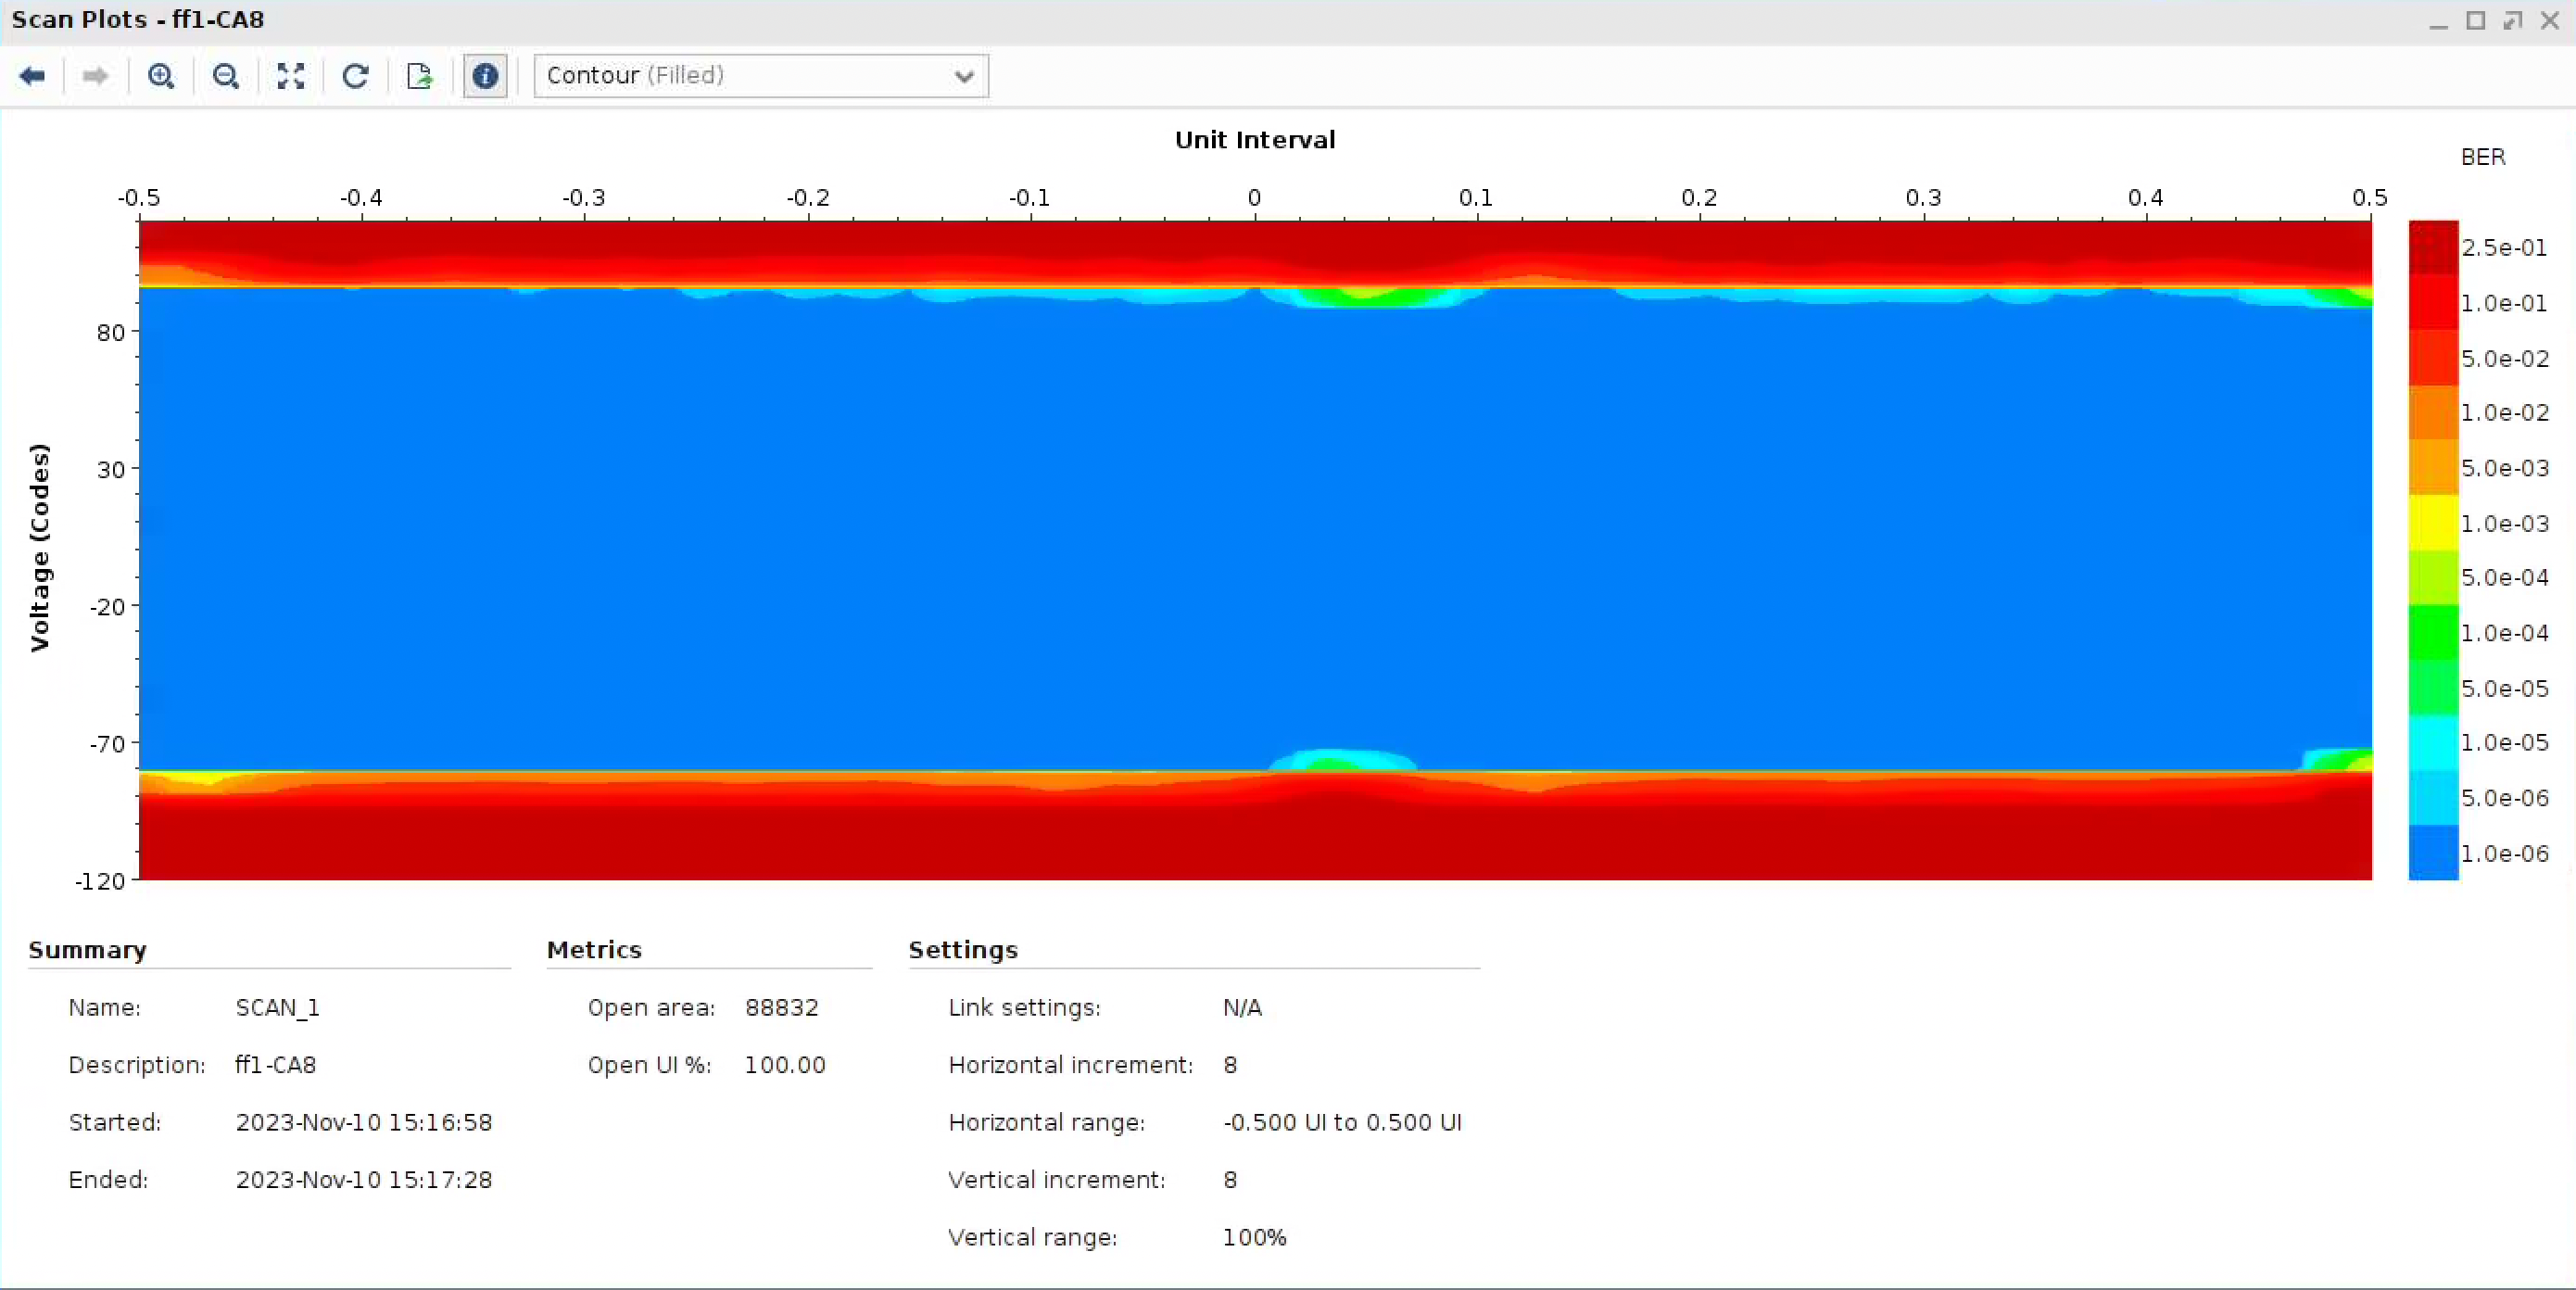 Scan Plots - ff1-CA8
Contour (Filled)
Unit Interval
BER
-0.5 -0.4 -0.3 -0.2 -0.1 0 0.1 0.2 0.3 0.4 0.5
Voltage (Codes)
80
30
-20
-70
-120
2.5e-01
1.0e-01
5.0e-02
1.0e-02
5.0e-03
1.0e-03
5.0e-04
1.0e-04
5.0e-05
1.0e-05
5.0e-06
1.0e-06
Summary
Name: SCAN_1
Description: ff1-CA8
Started: 2023-Nov-10 15:16:58
Ended: 2023-Nov-10 15:17:28
Metrics
Open area: 88832
Open UI %: 100.00
Settings
Link settings: N/A
Horizontal increment: 8
Horizontal range: -0.500 UI to 0.500 UI
Vertical increment: 8
Vertical range: 100%